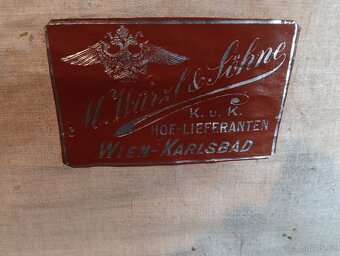 M. Würzl & Söhne
K. u. K.
HOF-LIEFERANTEN
WIEN-KARLSBAD